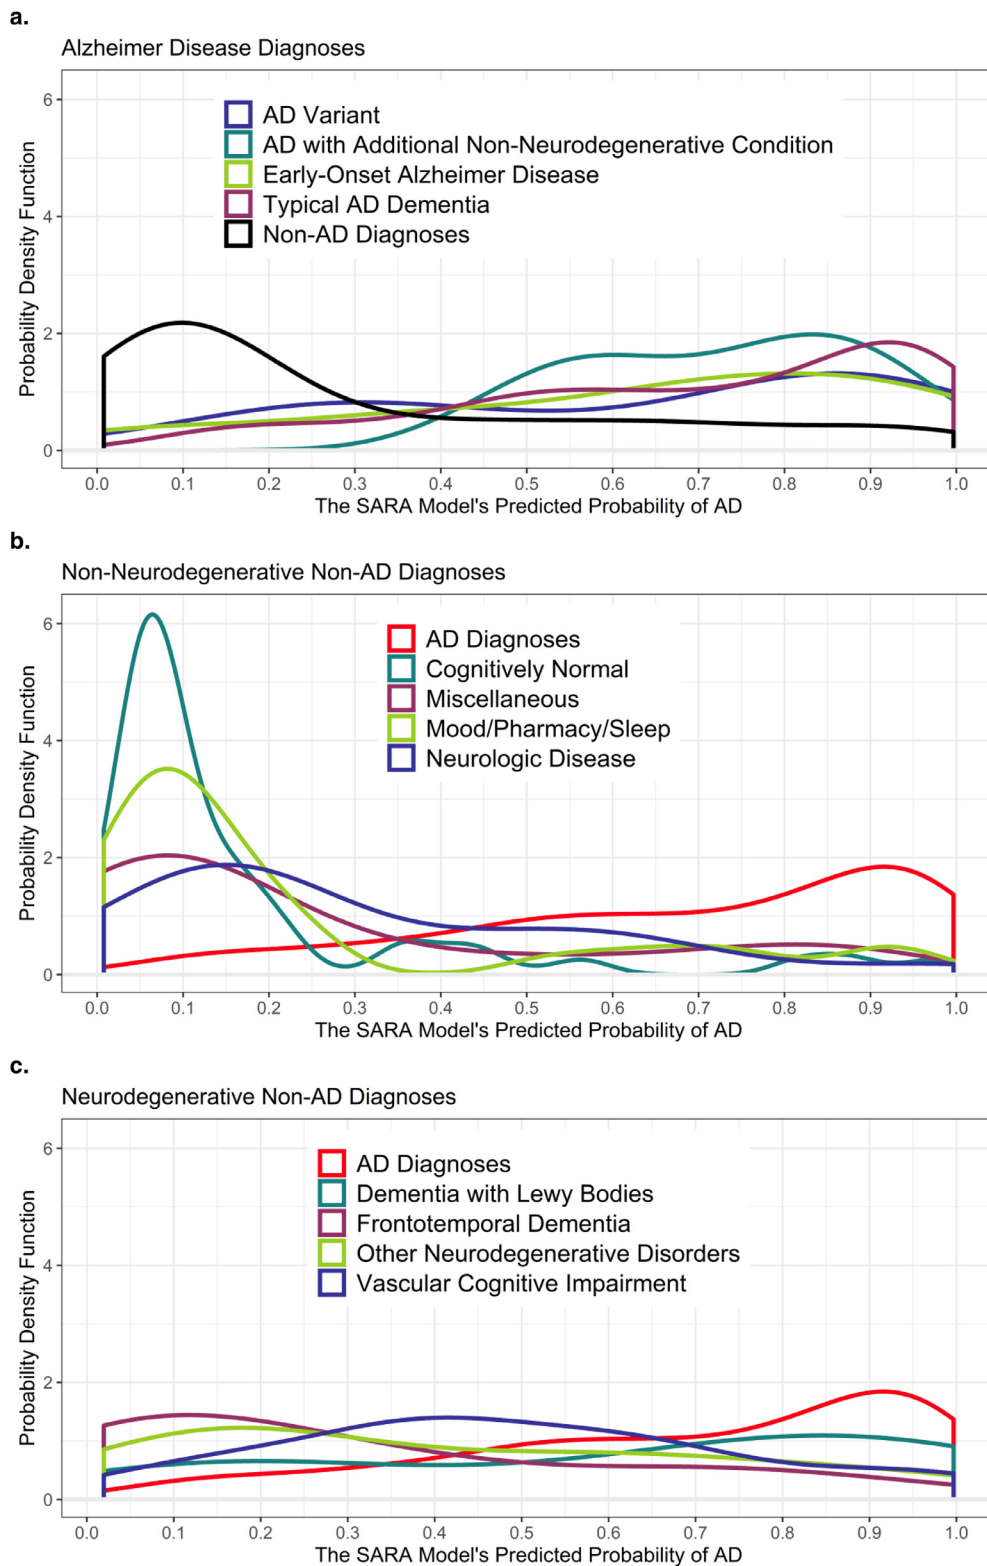 a.
Alzheimer Disease Diagnoses
Probability Density Function
6
4
2
0
AD Variant
AD with Additional Non-Neurodegenerative Condition
Early-Onset Alzheimer Disease
Typical AD Dementia
Non-AD Diagnoses
0.0 0.1 0.2 0.3 0.4 0.5 0.6 0.7 0.8 0.9 1.0
The SARA Model's Predicted Probability of AD
b.
Non-Neurodegenerative Non-AD Diagnoses
Probability Density Function
6
4
2
0
AD Diagnoses
Cognitively Normal
Miscellaneous
Mood/Pharmacy/Sleep
Neurologic Disease
0.0 0.1 0.2 0.3 0.4 0.5 0.6 0.7 0.8 0.9 1.0
The SARA Model's Predicted Probability of AD
c.
Neurodegenerative Non-AD Diagnoses
Probability Density Function
6
4
2
0
AD Diagnoses
Dementia with Lewy Bodies
Frontotemporal Dementia
Other Neurodegenerative Disorders
Vascular Cognitive Impairment
0.0 0.1 0.2 0.3 0.4 0.5 0.6 0.7 0.8 0.9 1.0
The SARA Model's Predicted Probability of AD